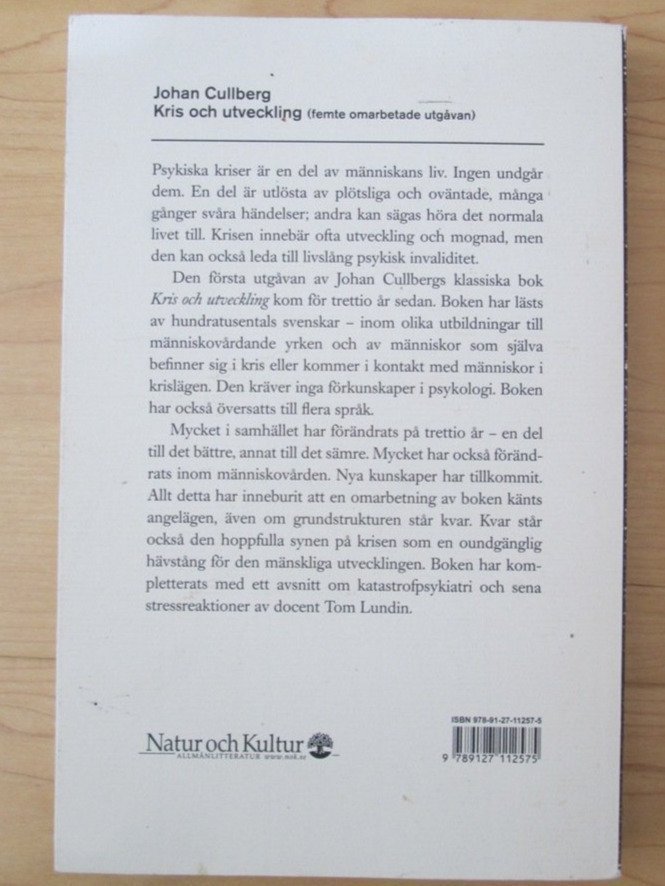 Johan Cullberg
Kris och utveckling (femte omarbetade utgåvan)
Psykiska kriser är en del av människans liv. Ingen undgår
dem. En del är utlösta av plötsliga och oväntade, många
gånger svåra händelser; andra kan sägas höra det normala
livet till. Krisen innebär ofta utveckling och mognad, men
den kan också leda till livslång psykisk invaliditet.
Den första utgåvan av Johan Cullbergs klassiska bok
Kris och utveckling kom för trettio år sedan. Boken har lästs
av hundratusentals svenskar – inom olika utbildningar till
människovårdande yrken och av människor som själva
befinner sig i kris eller kommer i kontakt med människor i
krislägen. Den kräver inga förkunskaper i psykologi. Boken
har också översatts till flera språk.
Mycket i samhället har förändrats på trettio år – en del
till det bättre, annat till det sämre. Mycket har också föränd-
rats inom människovården. Nya kunskaper har tillkommit.
Allt detta har inneburit att en omarbetning av boken känts
angelägen, även om grundstrukturen står kvar. Kvar står
också den hoppfulla synen på krisen som en oundgänglig
hävstång för den mänskliga utvecklingen. Boken har kom-
pletterats med ett avsnitt om katastrofpsykiatri och sena
stressreaktioner av docent Tom Lundin.
ISBN 978-91-27-11257-5
Natur och Kultur
ALLMÄNLITTERATUR www.nok.se
9 789127 112575